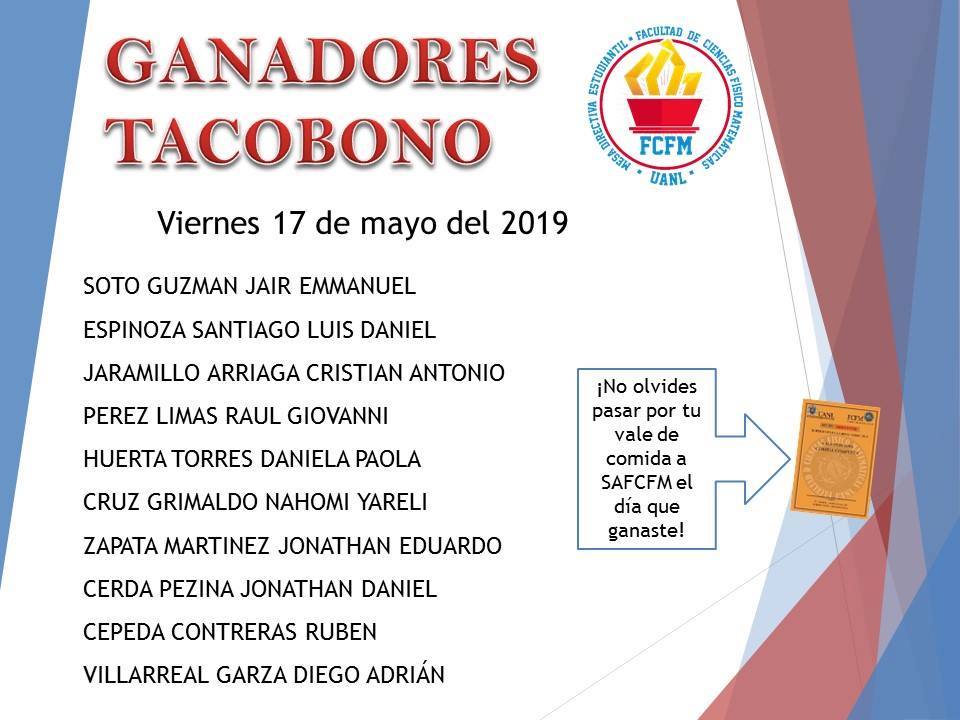 GANADORES
TACOBONO
MESA DIRECTIVA ESTUDIANTIL • FACULTAD DE CIENCIAS FÍSICO MATEMÁTICAS
FCFM
• UANL •
Viernes 17 de mayo del 2019
SOTO GUZMAN JAIR EMMANUEL
ESPINOZA SANTIAGO LUIS DANIEL
JARAMILLO ARRIAGA CRISTIAN ANTONIO
PEREZ LIMAS RAUL GIOVANNI
HUERTA TORRES DANIELA PAOLA
CRUZ GRIMALDO NAHOMI YARELI
ZAPATA MARTINEZ JONATHAN EDUARDO
CERDA PEZINA JONATHAN DANIEL
CEPEDA CONTRERAS RUBEN
VILLARREAL GARZA DIEGO ADRIÁN
¡No olvides
pasar por tu
vale de
comida a
SAFCFM el
día que
ganaste!
UANL
FCFM